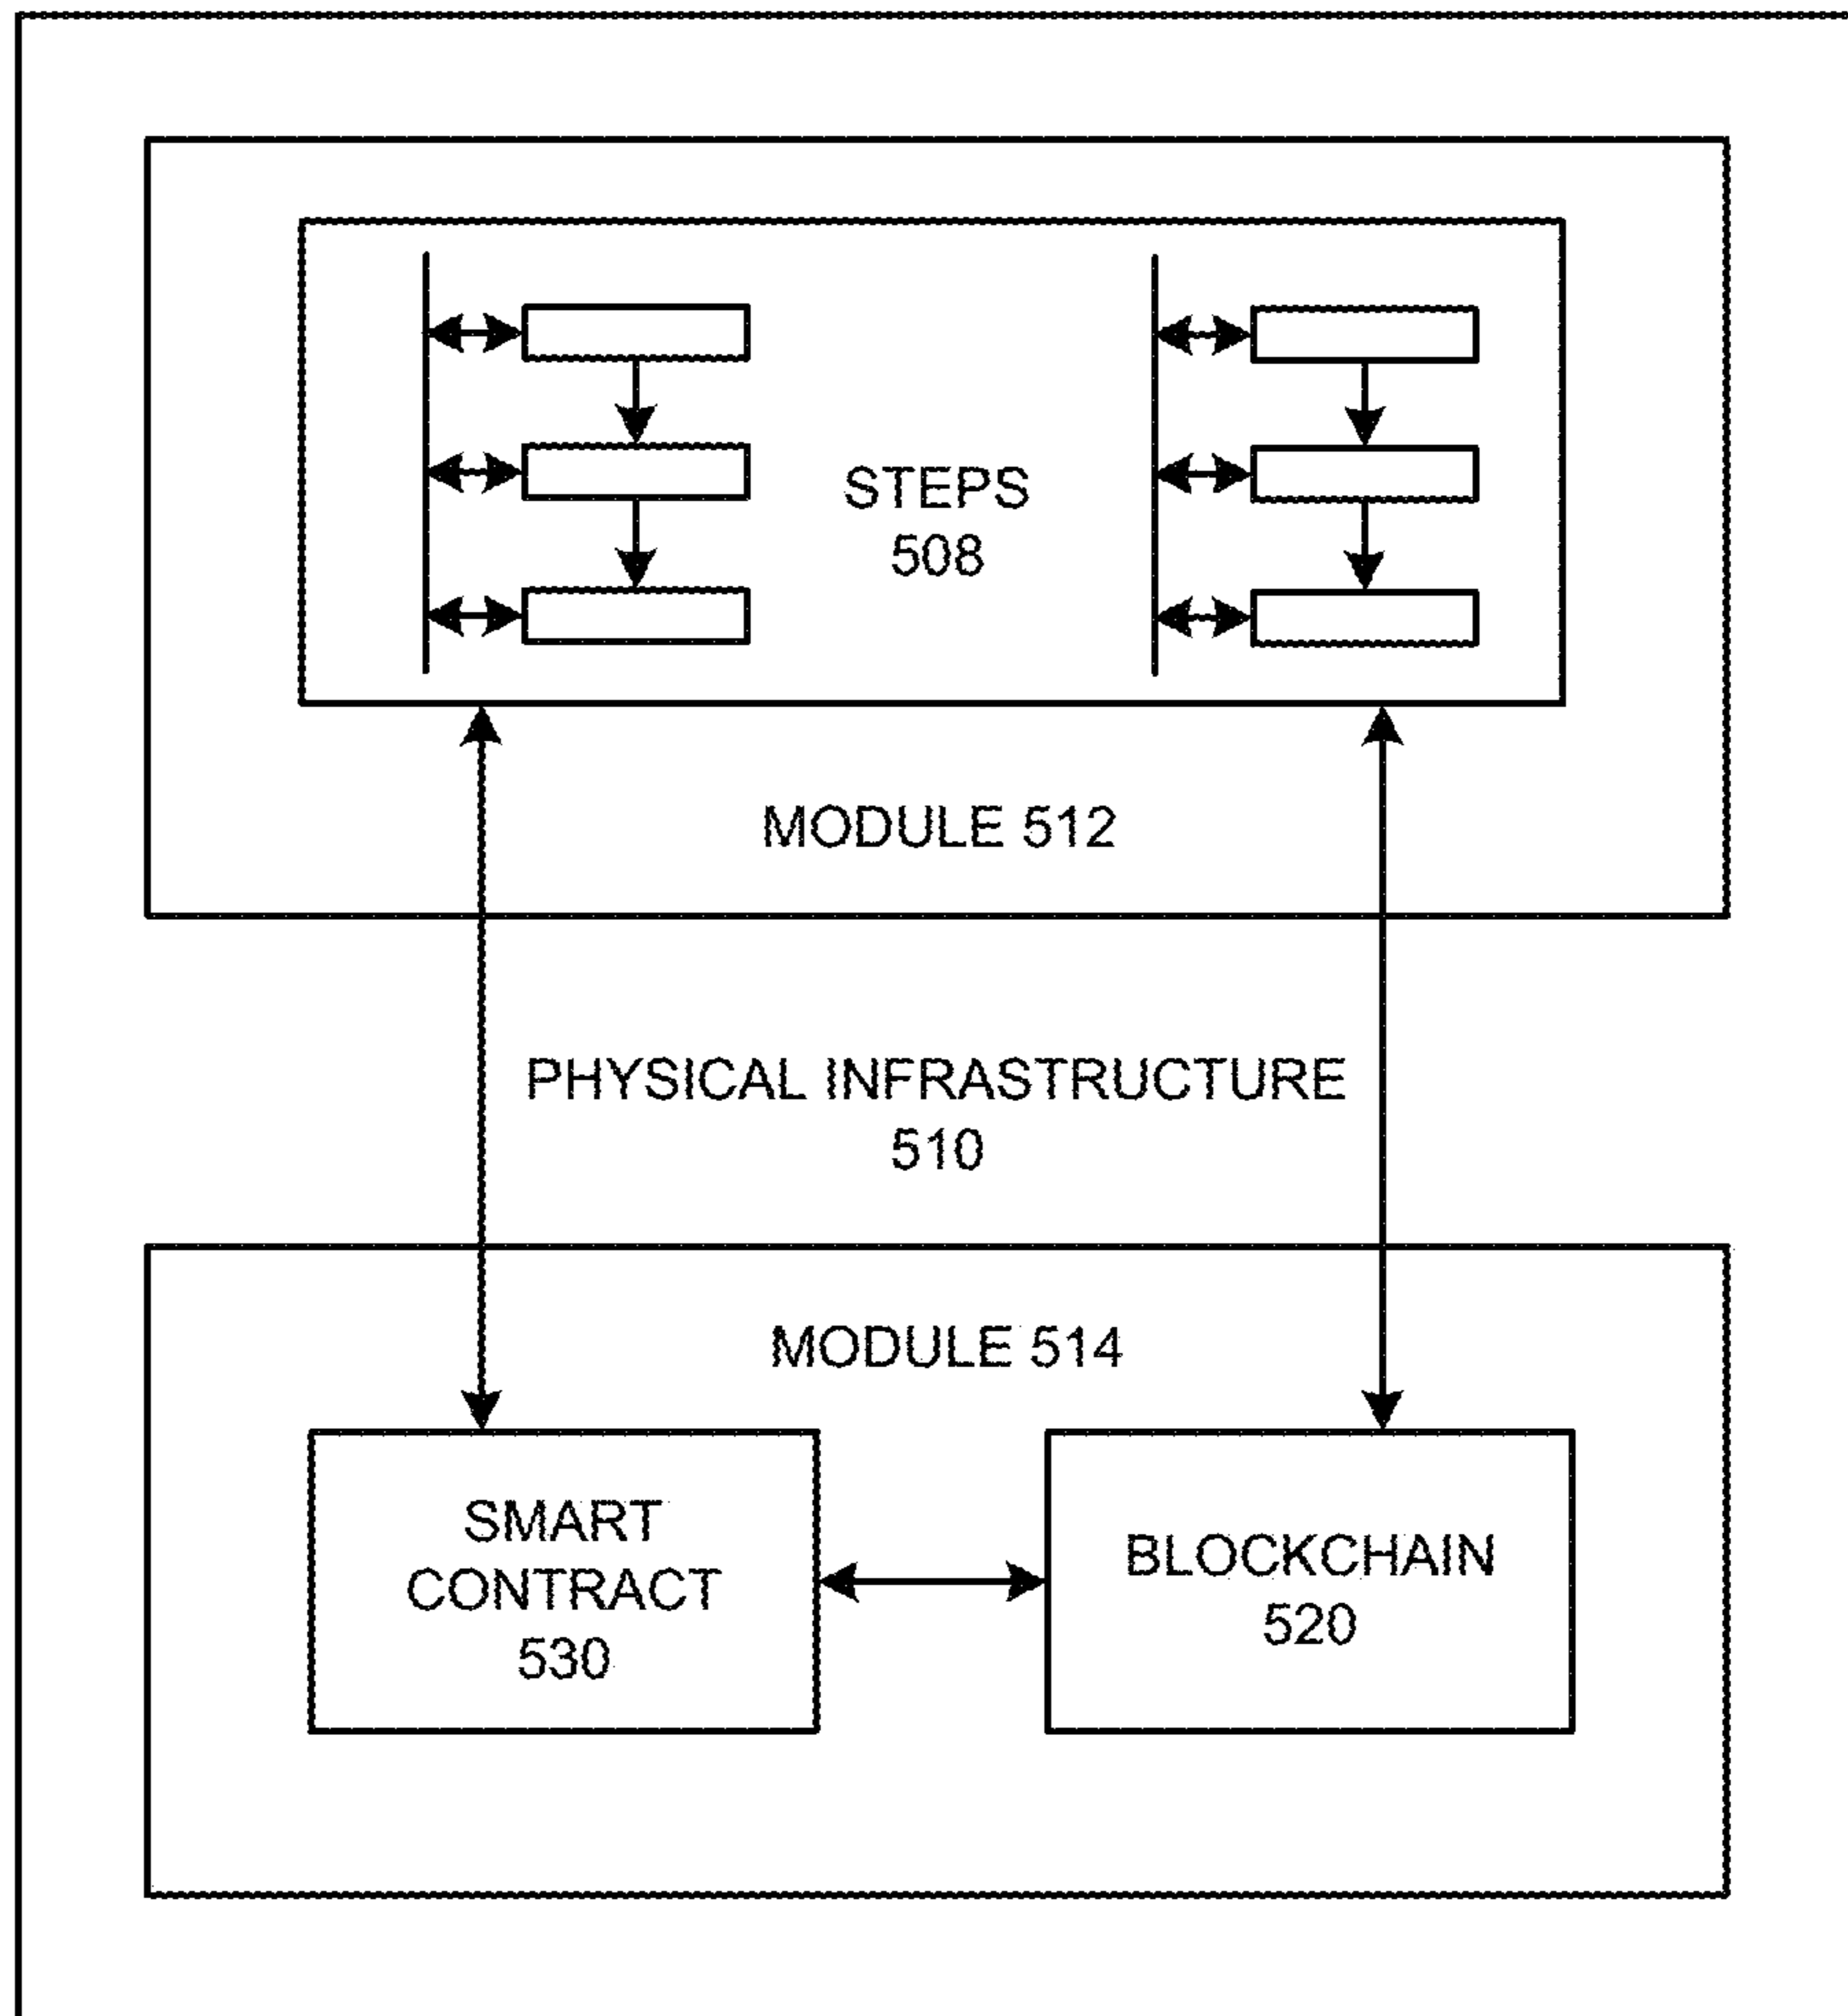 STEPS
508
MODULE 512
PHYSICAL INFRASTRUCTURE
510
MODULE 514
SMART
CONTRACT
530
BLOCKCHAIN
520